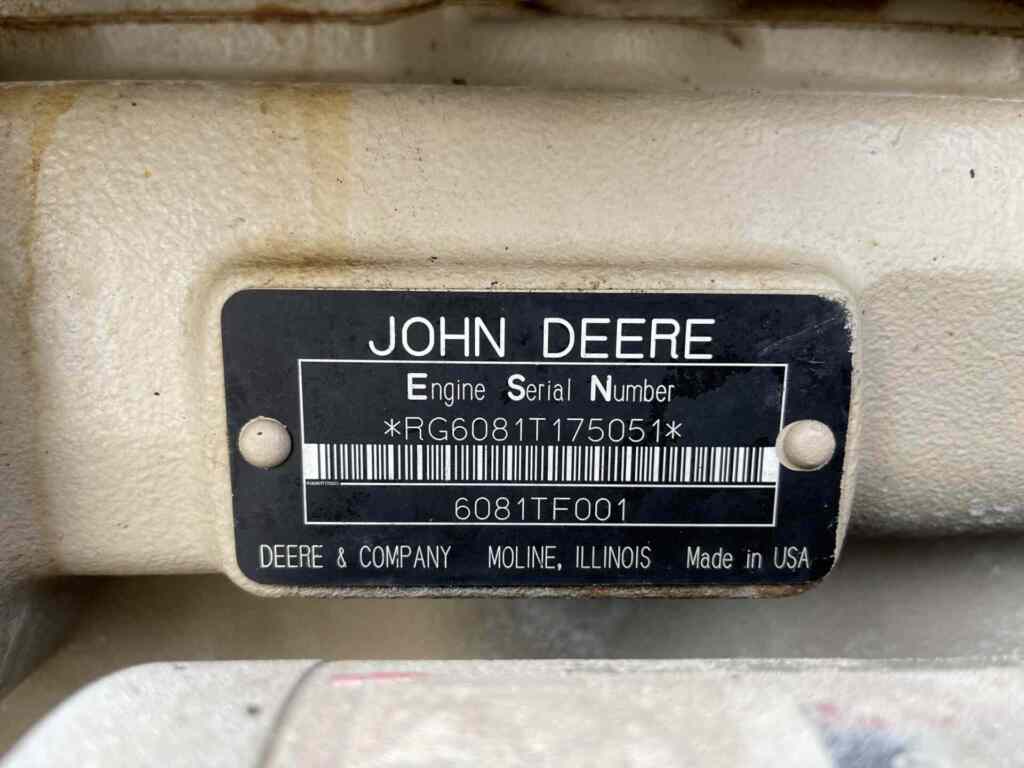 JOHN DEERE
Engine Serial Number
*RG6081T175051*
6081TF001
DEERE & COMPANY MOLINE, ILLINOIS Made in USA